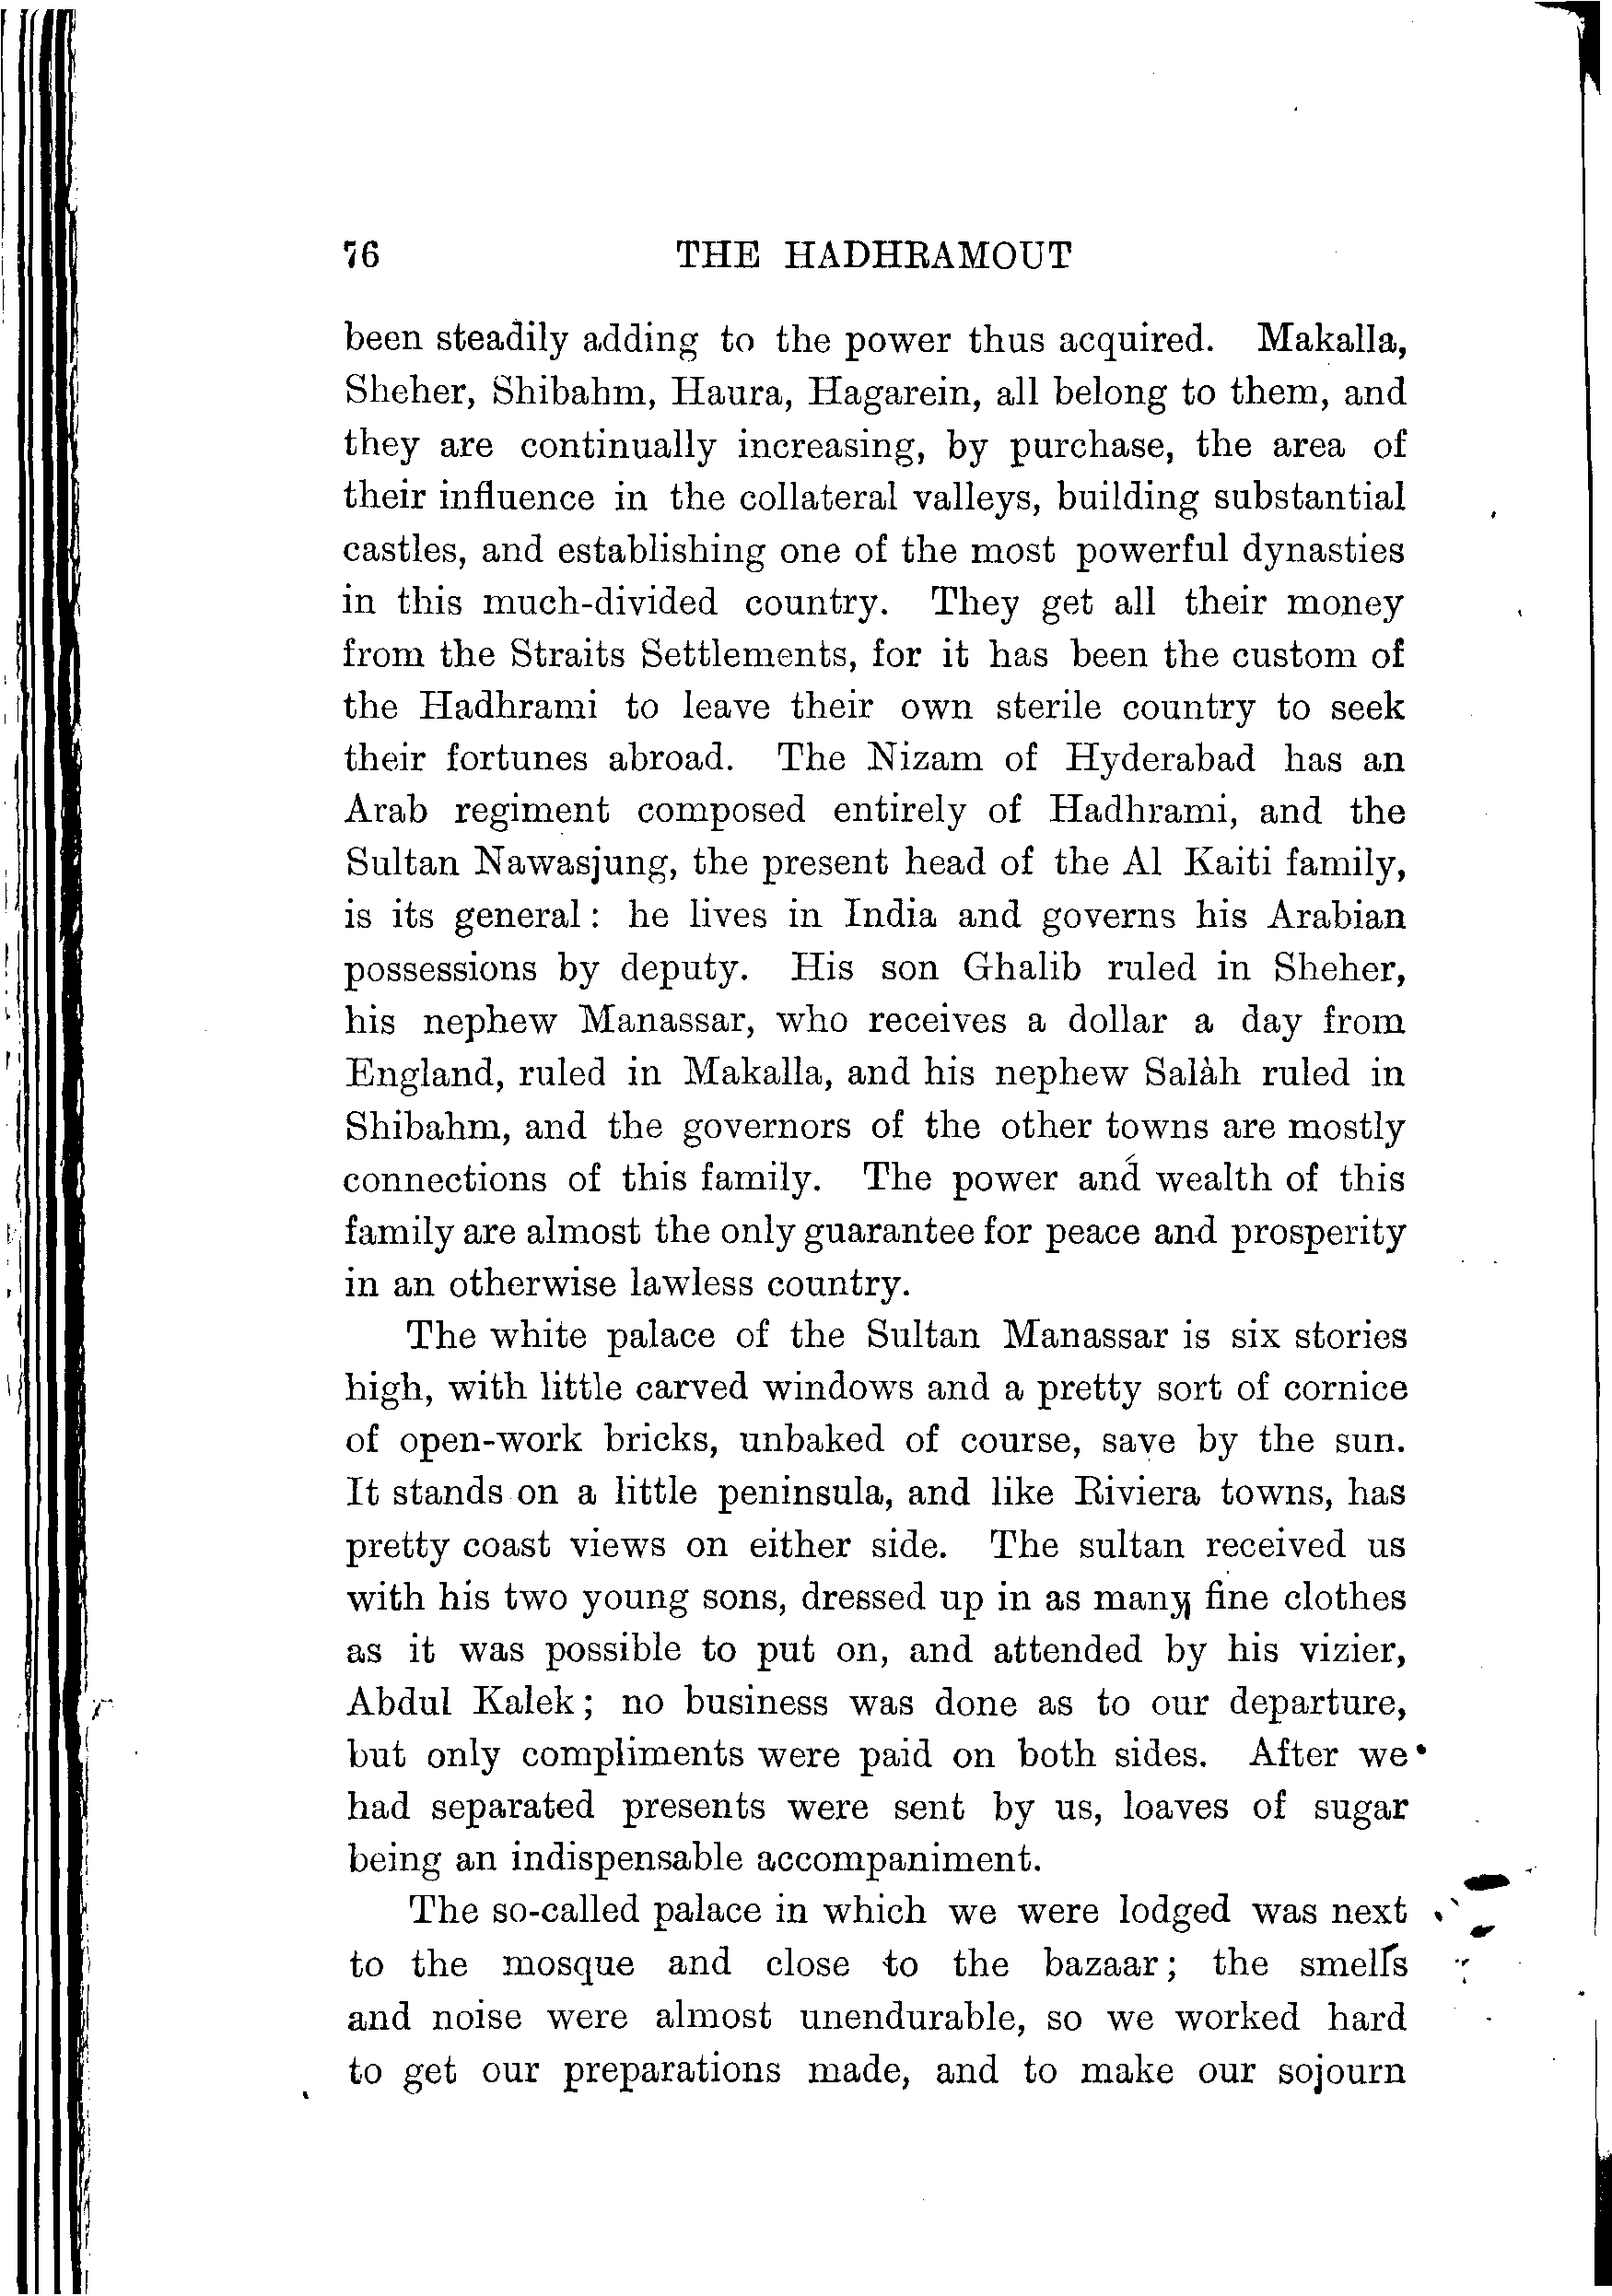 76 THE HADHRAMOUT
been steadily adding to the power thus acquired. Makalla,
Sheher, Shibahm, Haura, Hagarein, all belong to them, and
they are continually increasing, by purchase, the area of
their influence in the collateral valleys, building substantial
castles, and establishing one of the most powerful dynasties
in this much-divided country. They get all their money
from the Straits Settlements, for it has been the custom of
the Hadhrami to leave their own sterile country to seek
their fortunes abroad. The Nizam of Hyderabad has an
Arab regiment composed entirely of Hadhrami, and the
Sultan Nawasjung, the present head of the Al Kaiti family,
is its general: he lives in India and governs his Arabian
possessions by deputy. His son Ghalib ruled in Sheher,
his nephew Manassar, who receives a dollar a day from
England, ruled in Makalla, and his nephew Salàh ruled in
Shibahm, and the governors of the other towns are mostly
connections of this family. The power and wealth of this
family are almost the only guarantee for peace and prosperity
in an otherwise lawless country.
The white palace of the Sultan Manassar is six stories
high, with little carved windows and a pretty sort of cornice
of open-work bricks, unbaked of course, save by the sun.
It stands on a little peninsula, and like Riviera towns, has
pretty coast views on either side. The sultan received us
with his two young sons, dressed up in as many fine clothes
as it was possible to put on, and attended by his vizier,
Abdul Kalek; no business was done as to our departure,
but only compliments were paid on both sides. After we
had separated presents were sent by us, loaves of sugar
being an indispensable accompaniment.
The so-called palace in which we were lodged was next
to the mosque and close to the bazaar; the smells
and noise were almost unendurable, so we worked hard
to get our preparations made, and to make our sojourn